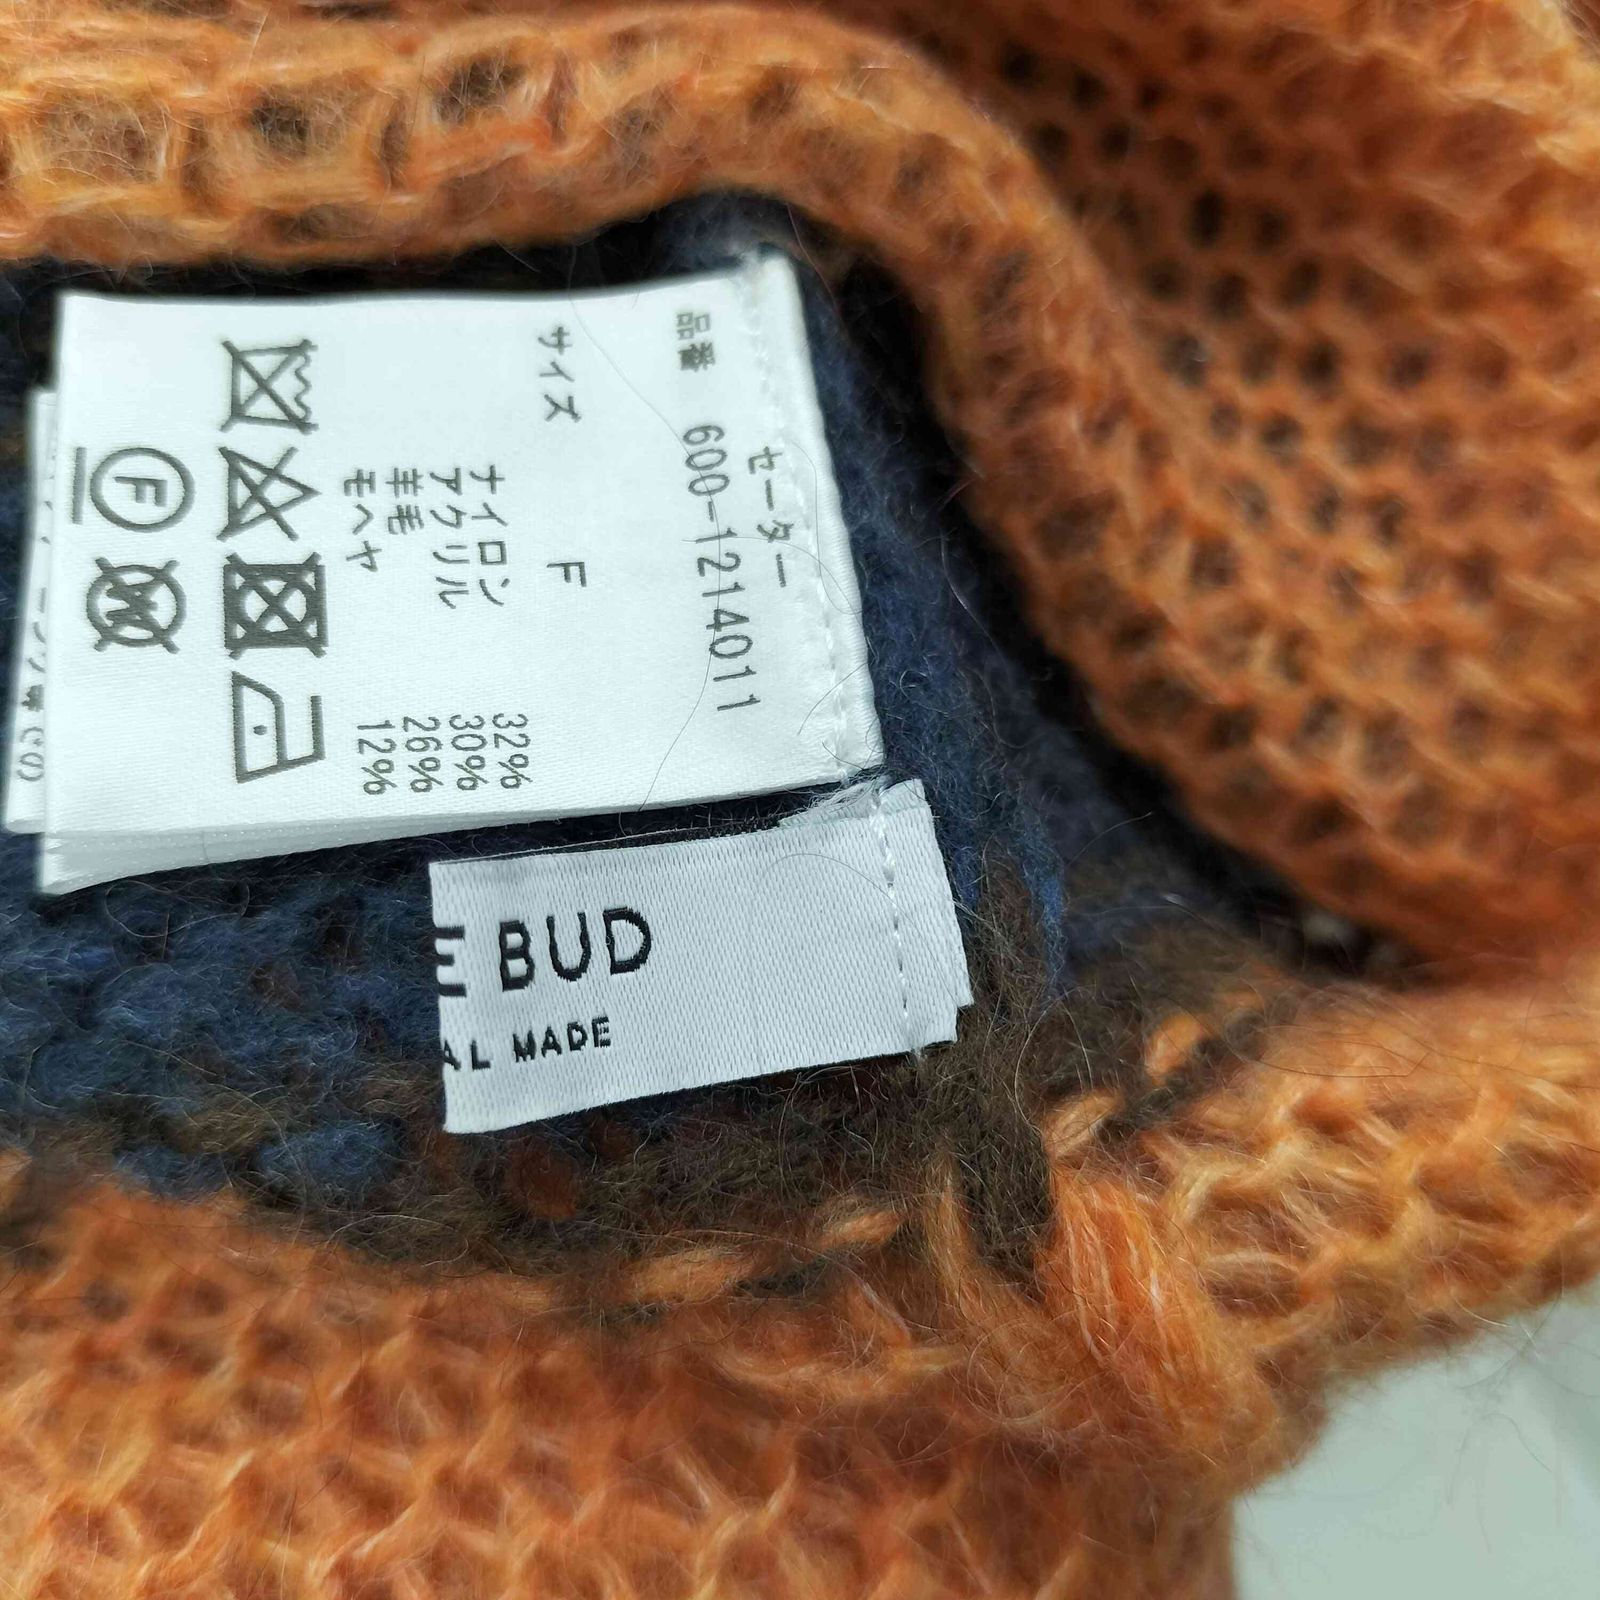 セーター
品番 600-1214011
サイズ F
ナイロン 32%
アクリル 30%
羊毛 26%
モヘヤ 12%
F
W
E BUD
AL MADE